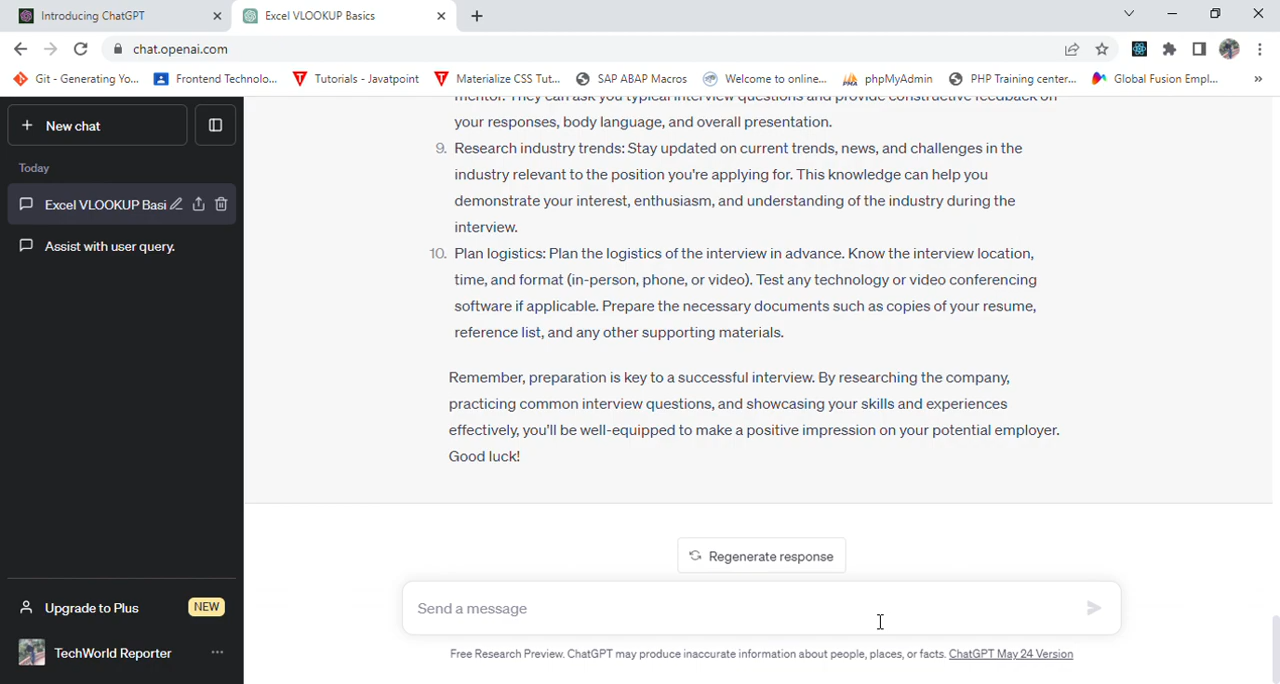 Introducing ChatGPT
Excel VLOOKUP Basics
chat.openai.com
Git - Generating Yo...
Frontend Technolo...
Tutorials - Javatpoint
Materialize CSS Tut...
SAP ABAP Macros
Welcome to online...
phpMyAdmin
PHP Training center...
Global Fusion Empl...
New chat
Today
Excel VLOOKUP Basi
Assist with user query.
Upgrade to Plus NEW
TechWorld Reporter
mentor. They can ask you typical interview questions and provide constructive feedback on
your responses, body language, and overall presentation.
9. Research industry trends: Stay updated on current trends, news, and challenges in the
industry relevant to the position you're applying for. This knowledge can help you
demonstrate your interest, enthusiasm, and understanding of the industry during the
interview.
10. Plan logistics: Plan the logistics of the interview in advance. Know the interview location,
time, and format (in-person, phone, or video). Test any technology or video conferencing
software if applicable. Prepare the necessary documents such as copies of your resume,
reference list, and any other supporting materials.
Remember, preparation is key to a successful interview. By researching the company,
practicing common interview questions, and showcasing your skills and experiences
effectively, you'll be well-equipped to make a positive impression on your potential employer.
Good luck!
Regenerate response
Send a message
Free Research Preview. ChatGPT may produce inaccurate information about people, places, or facts. ChatGPT May 24 Version